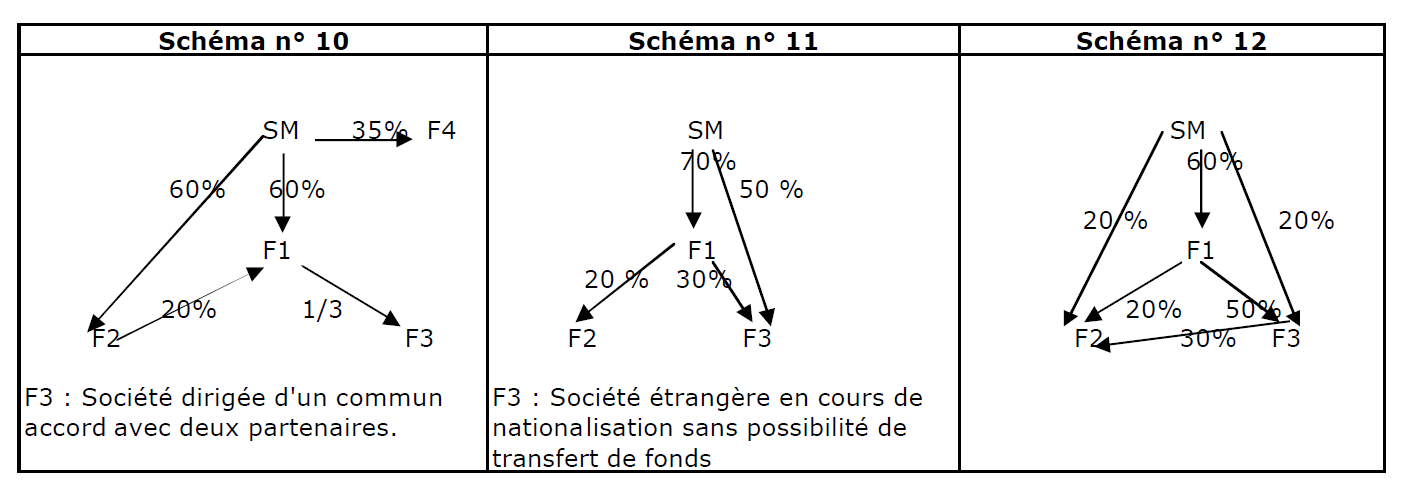 Schéma n° 10
SM 35% F4
60% 60%
F1
20% 1/3
F2 F3
F3 : Société dirigée d'un commun
accord avec deux partenaires.
Schéma n° 11
SM
70%
50 %
F1
20 % 30%
F2 F3
F3 : Société étrangère en cours de
nationalisation sans possibilité de
transfert de fonds
Schéma n° 12
SM
60%
20 % 20%
F1
20% 50%
F2 30% F3